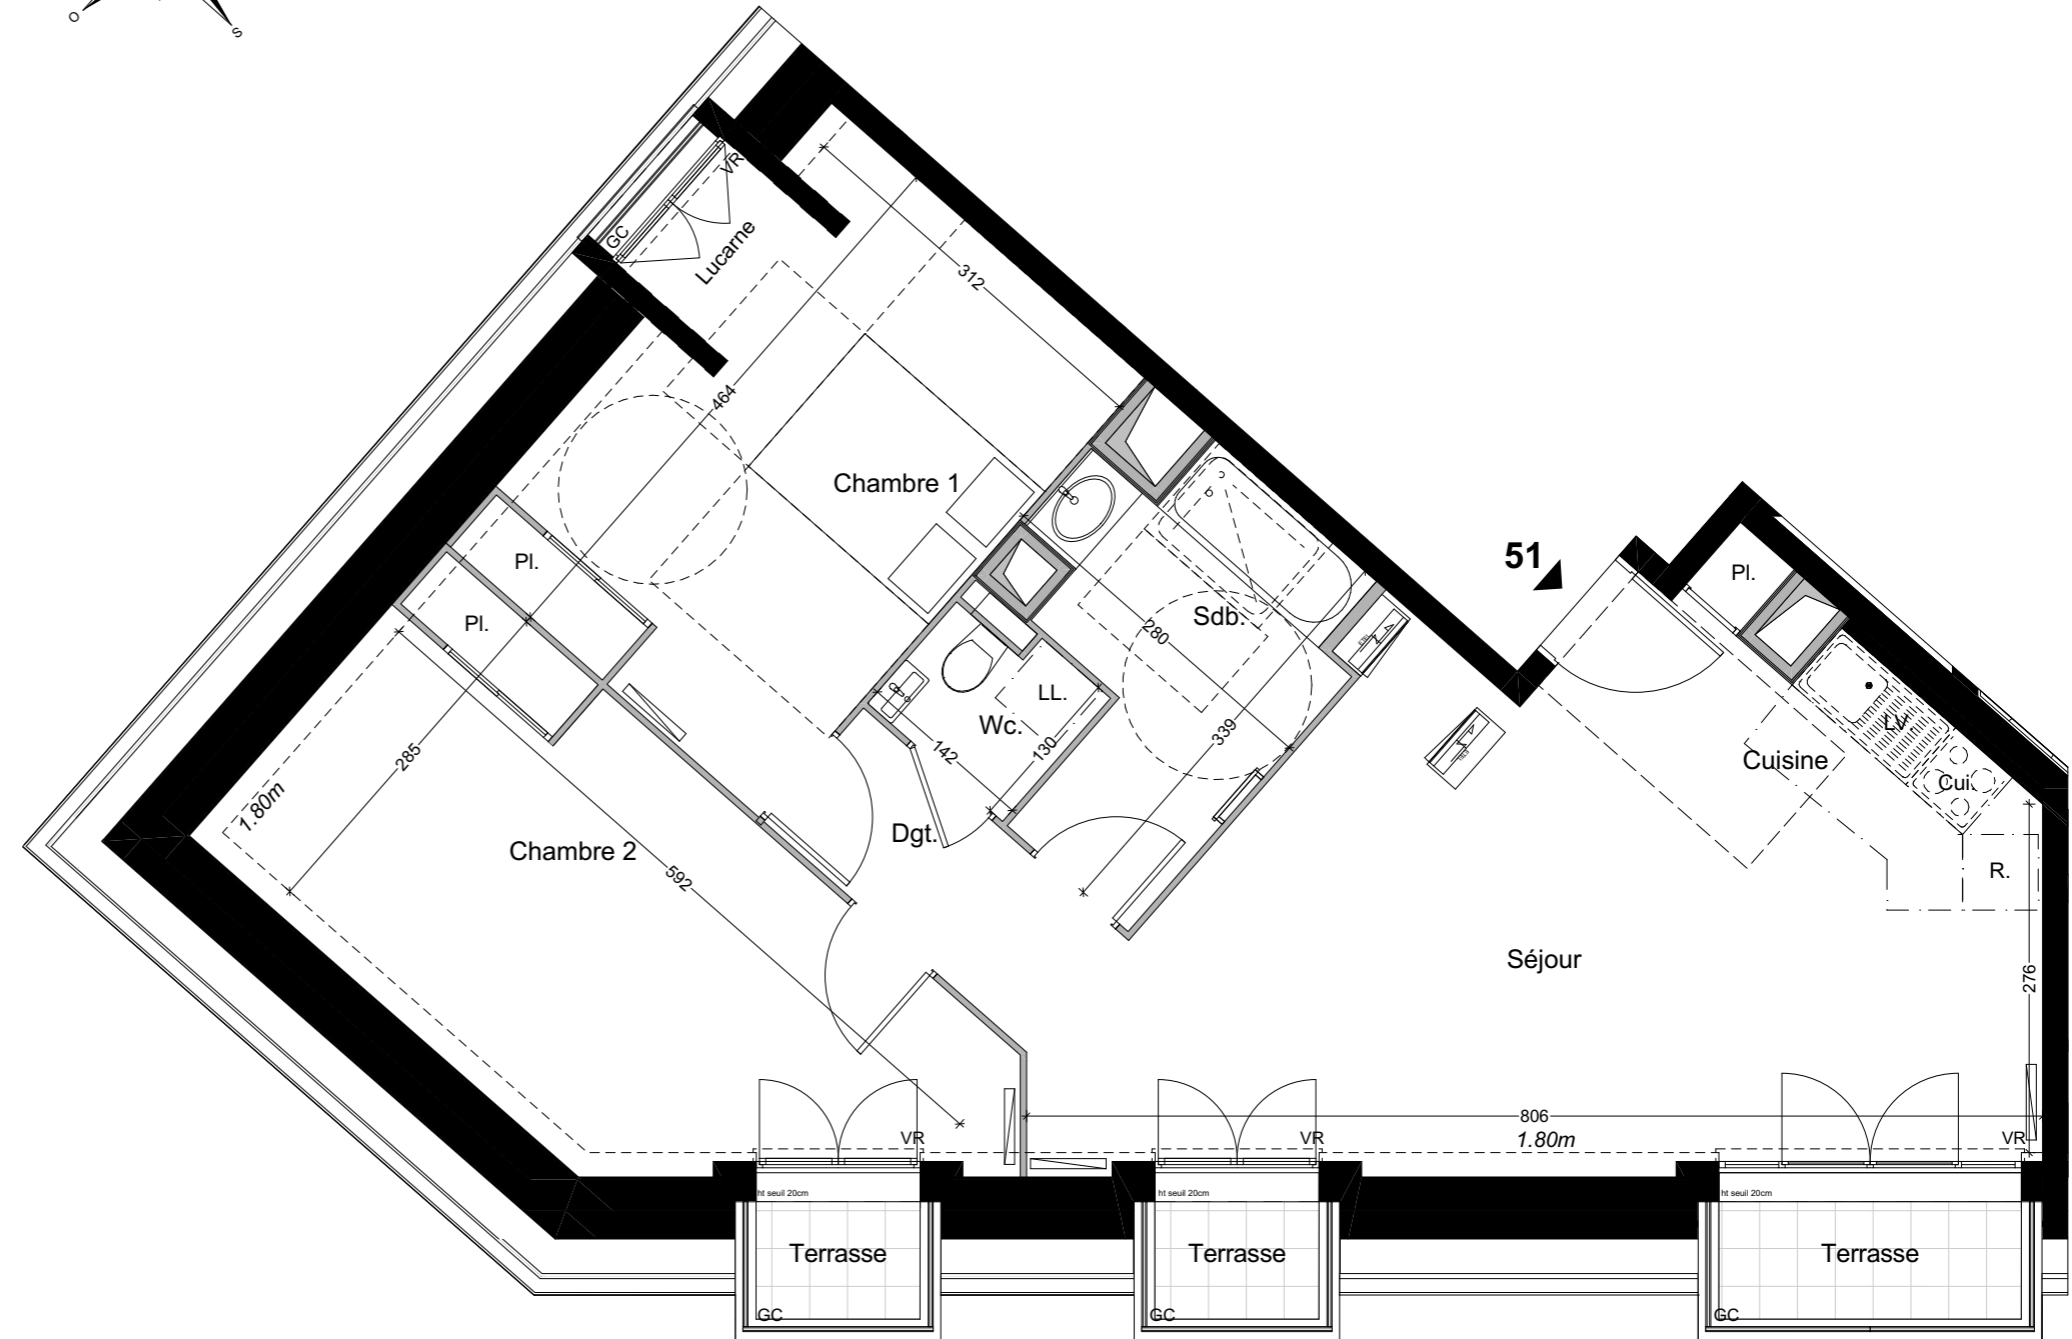 O
S
VR
GC
Lucarne
312
464
Chambre 1
51
Pl.
Pl.
Pl.
Sdb.
280
LL.
Wc.
142
130
339
LV.
Cuisine
Cui.
R.
285
1.80m
Dgt.
Chambre 2
592
Séjour
276
806
1.80m
VR
VR
VR
ht seuil 20cm
ht seuil 20cm
ht seuil 20cm
Terrasse
Terrasse
Terrasse
GC
GC
GC